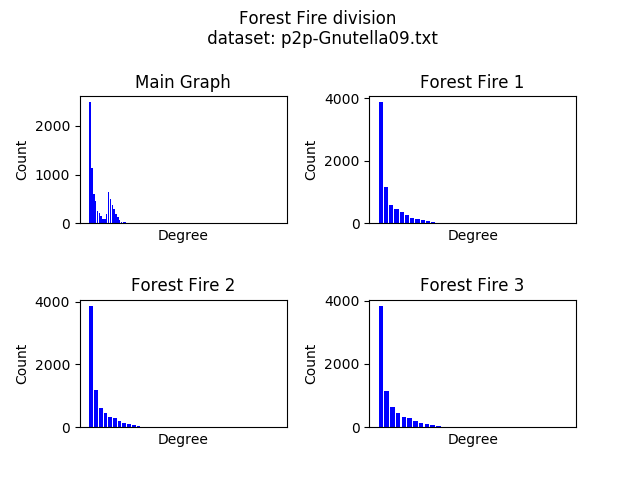 Forest Fire division
dataset: p2p-Gnutella09.txt
Main Graph
2000
1000
0
Count
Degree
Forest Fire 1
4000
2000
0
Count
Degree
Forest Fire 2
4000
2000
0
Count
Degree
Forest Fire 3
4000
2000
0
Count
Degree